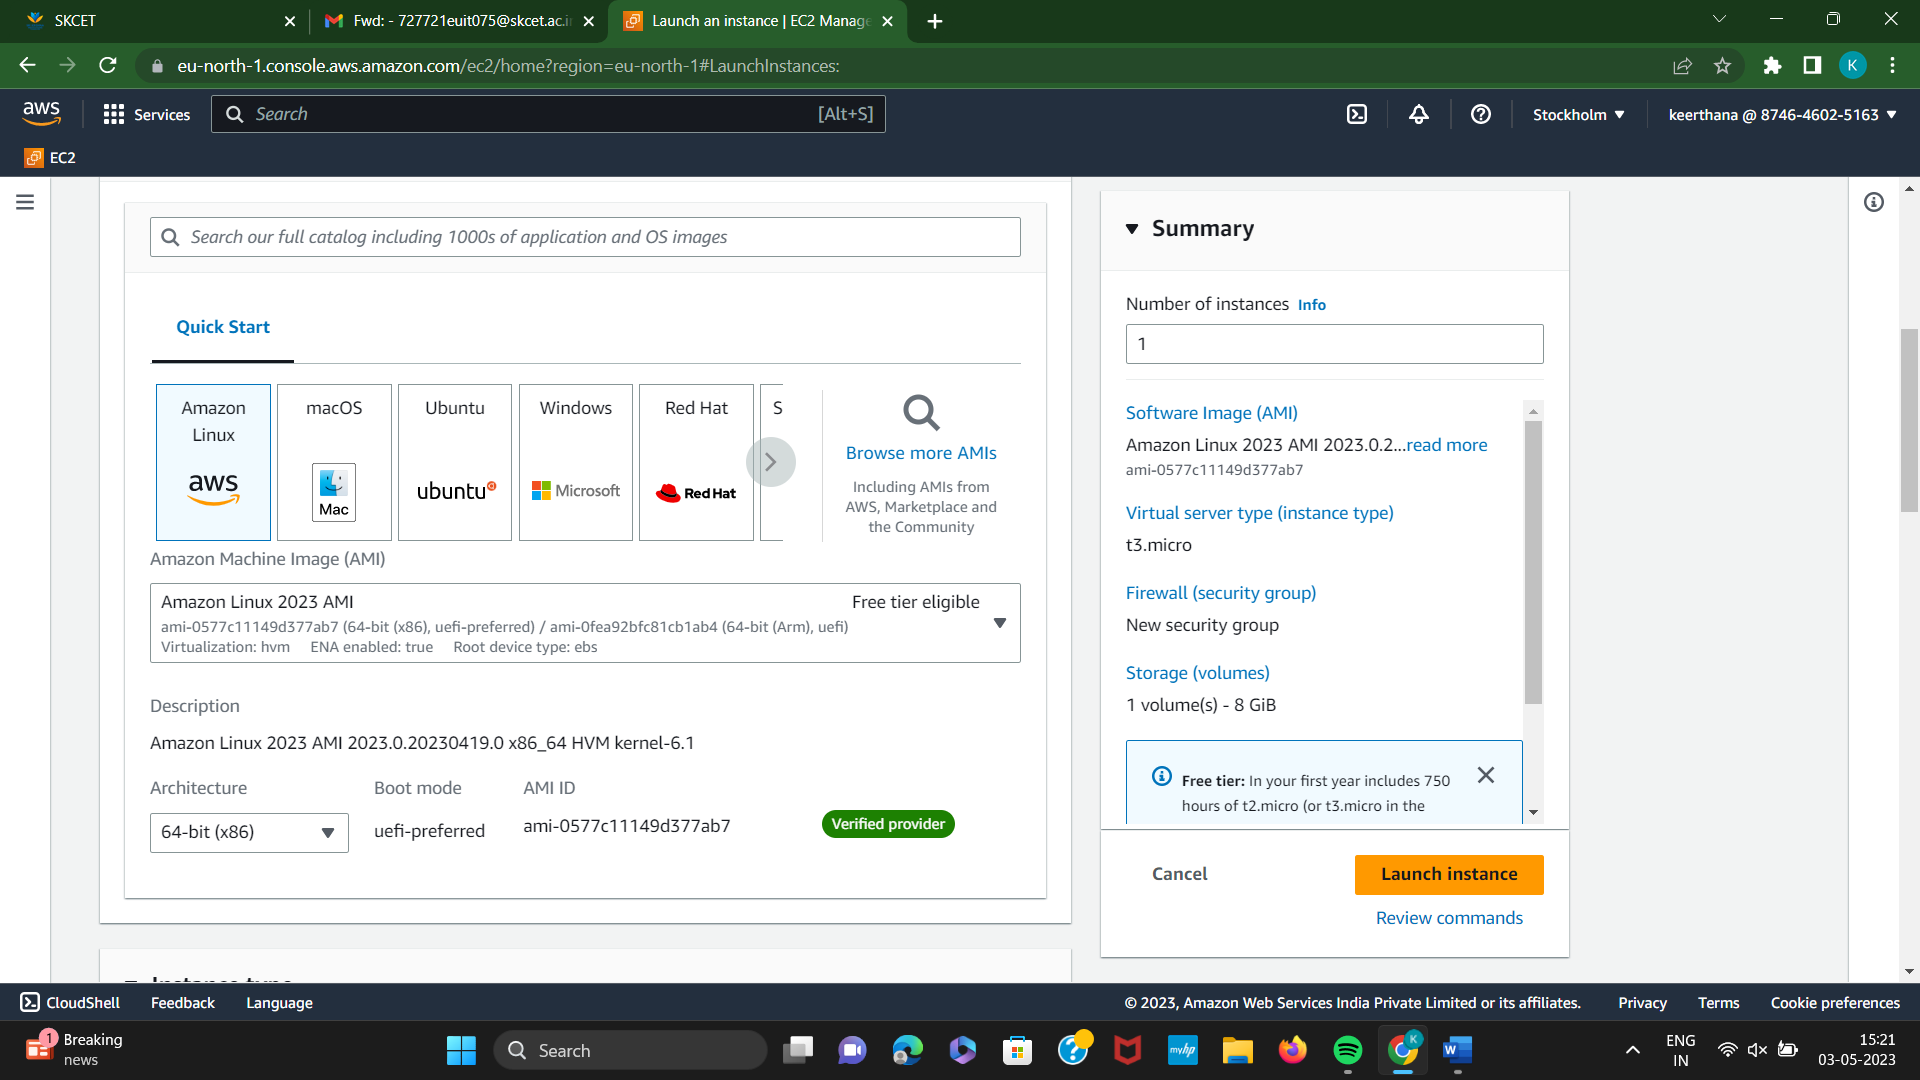 SKCET
Fwd: - 727721euit075@skcet.ac.i
Launch an instance | EC2 Manage
eu-north-1.console.aws.amazon.com/ec2/home?region=eu-north-1#LaunchInstances:
K
aws
Services
Search
[Alt+S]
Stockholm
keerthana @ 8746-4602-5163
EC2
Search our full catalog including 1000s of application and OS images
Quick Start
Amazon Linux
aws
macOS
Mac
Ubuntu
ubuntu
Windows
Microsoft
Red Hat
Red Hat
S
Browse more AMIs
Including AMIs from
AWS, Marketplace and
the Community
Amazon Machine Image (AMI)
Amazon Linux 2023 AMI
Free tier eligible
ami-0577c11149d377ab7 (64-bit (x86), uefi-preferred) / ami-0fea92bfc81cb1ab4 (64-bit (Arm), uefi)
Virtualization: hvm ENA enabled: true Root device type: ebs
Description
Amazon Linux 2023 AMI 2023.0.20230419.0 x86_64 HVM kernel-6.1
Architecture
Boot mode
AMI ID
64-bit (x86)
uefi-preferred
ami-0577c11149d377ab7
Verified provider
Instance type
Summary
Number of instances Info
1
Software Image (AMI)
Amazon Linux 2023 AMI 2023.0.2...read more
ami-0577c11149d377ab7
Virtual server type (instance type)
t3.micro
Firewall (security group)
New security group
Storage (volumes)
1 volume(s) - 8 GiB
Free tier: In your first year includes 750
hours of t2.micro (or t3.micro in the
Cancel
Launch instance
Review commands
CloudShell
Feedback
Language
© 2023, Amazon Web Services India Private Limited or its affiliates.
Privacy
Terms
Cookie preferences
1
Breaking
news
Search
myhp
K
W
ENG
IN
15:21
03-05-2023